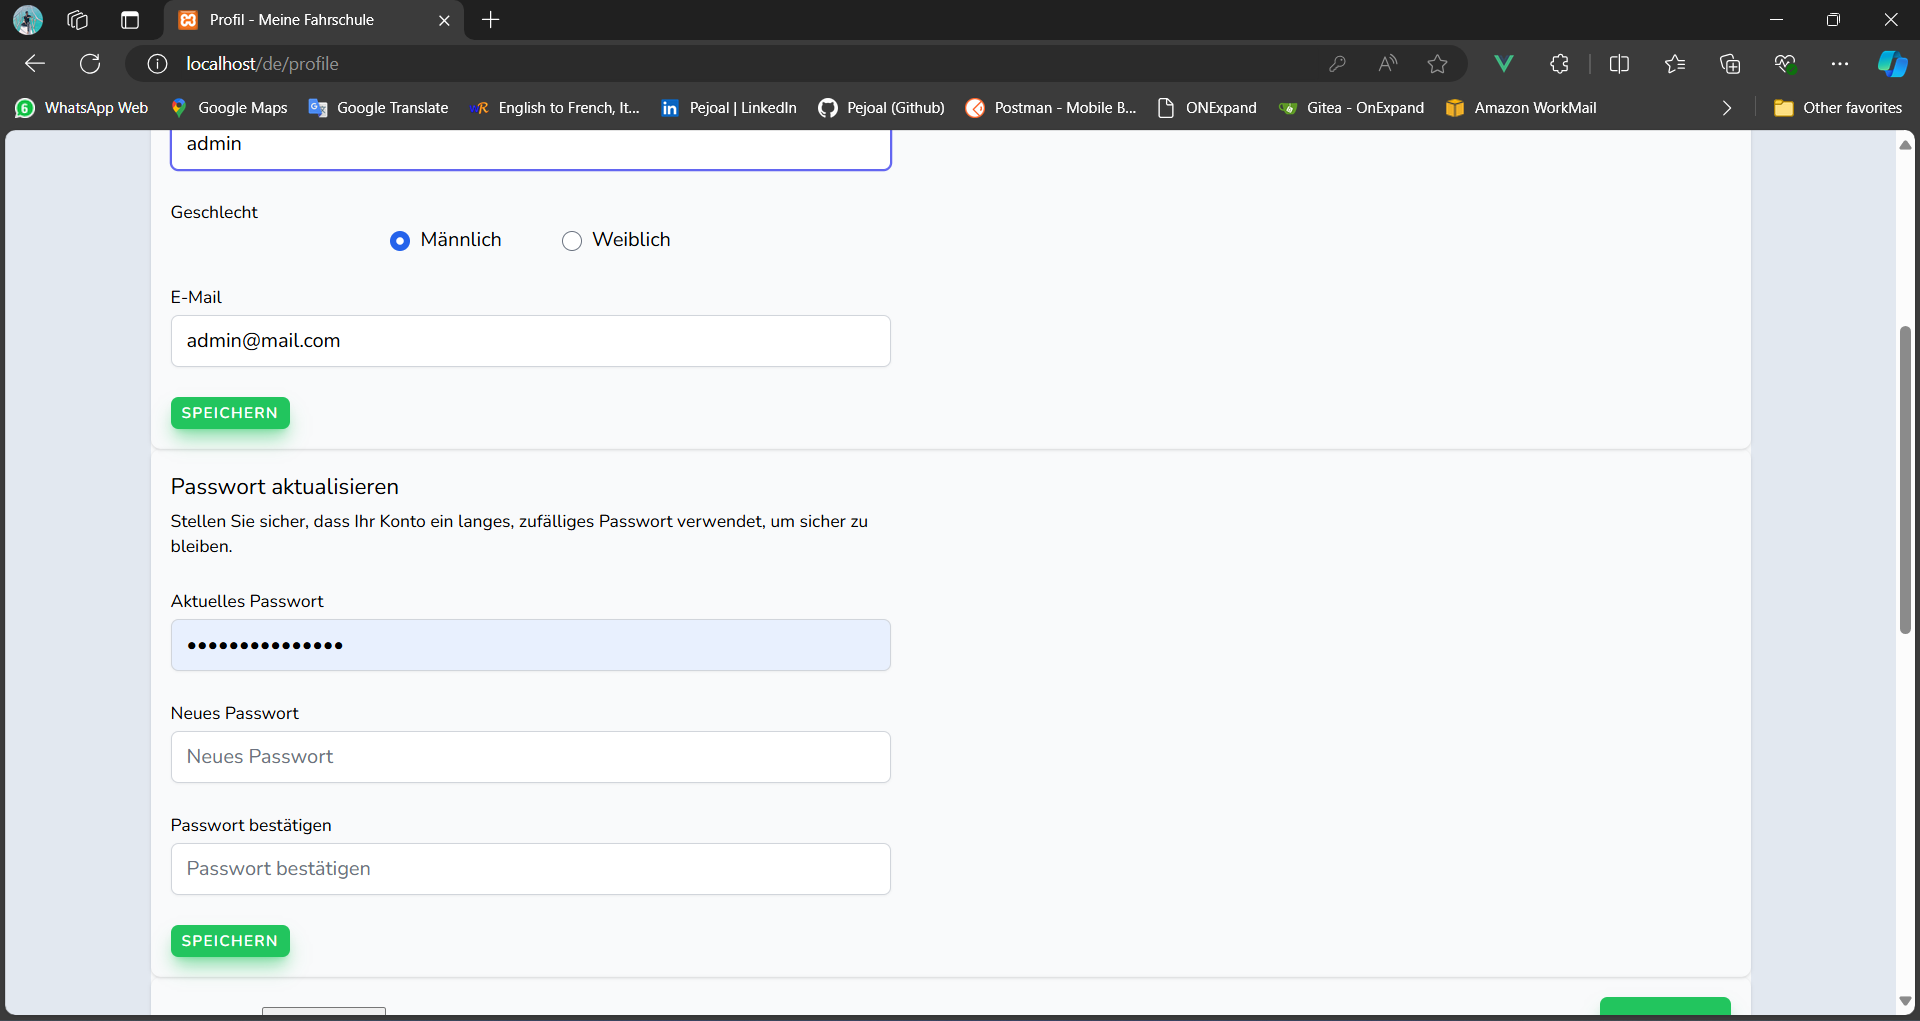 Profil - Meine Fahrschule
localhost/de/profile
WhatsApp Web
Google Maps
Google Translate
English to French, It...
Pejoal | LinkedIn
Pejoal (Github)
Postman - Mobile B...
ONExpand
Gitea - OnExpand
Amazon WorkMail
Other favorites
admin
Geschlecht
Männlich
Weiblich
E-Mail
admin@mail.com
SPEICHERN
Passwort aktualisieren
Stellen Sie sicher, dass Ihr Konto ein langes, zufälliges Passwort verwendet, um sicher zu
bleiben.
Aktuelles Passwort
•••••••••••••••
Neues Passwort
Neues Passwort
Passwort bestätigen
Passwort bestätigen
SPEICHERN